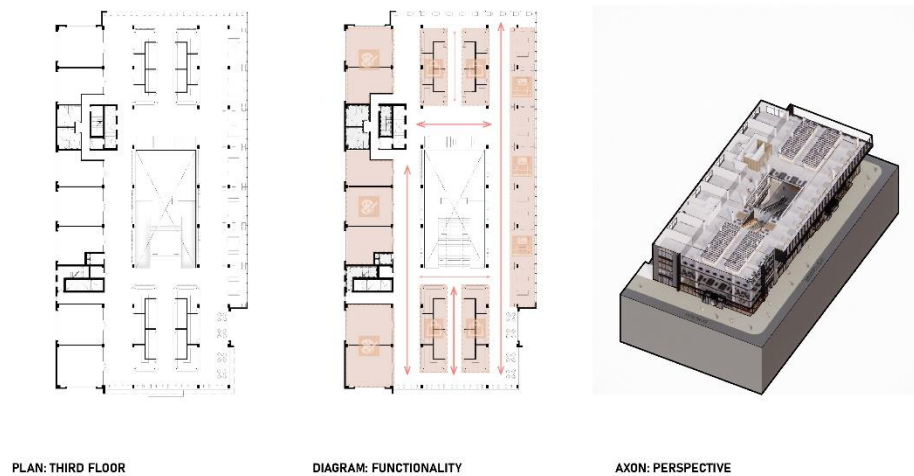 PLAN: THIRD FLOOR
DIAGRAM: FUNCTIONALITY
AXON: PERSPECTIVE